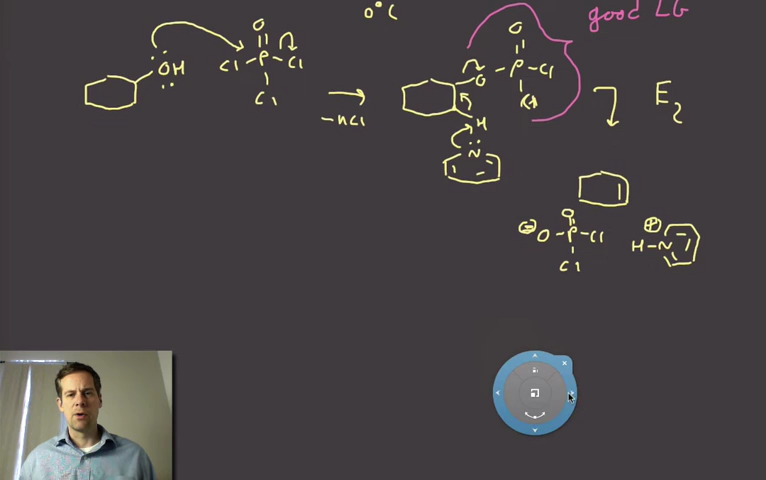 0°C
good LG
O
O
OH
Cl-P-Cl
Cl
O-P-Cl
Cl
-HCl
H
N
E2
O
⊖O-P-Cl
Cl
⊕
H-N